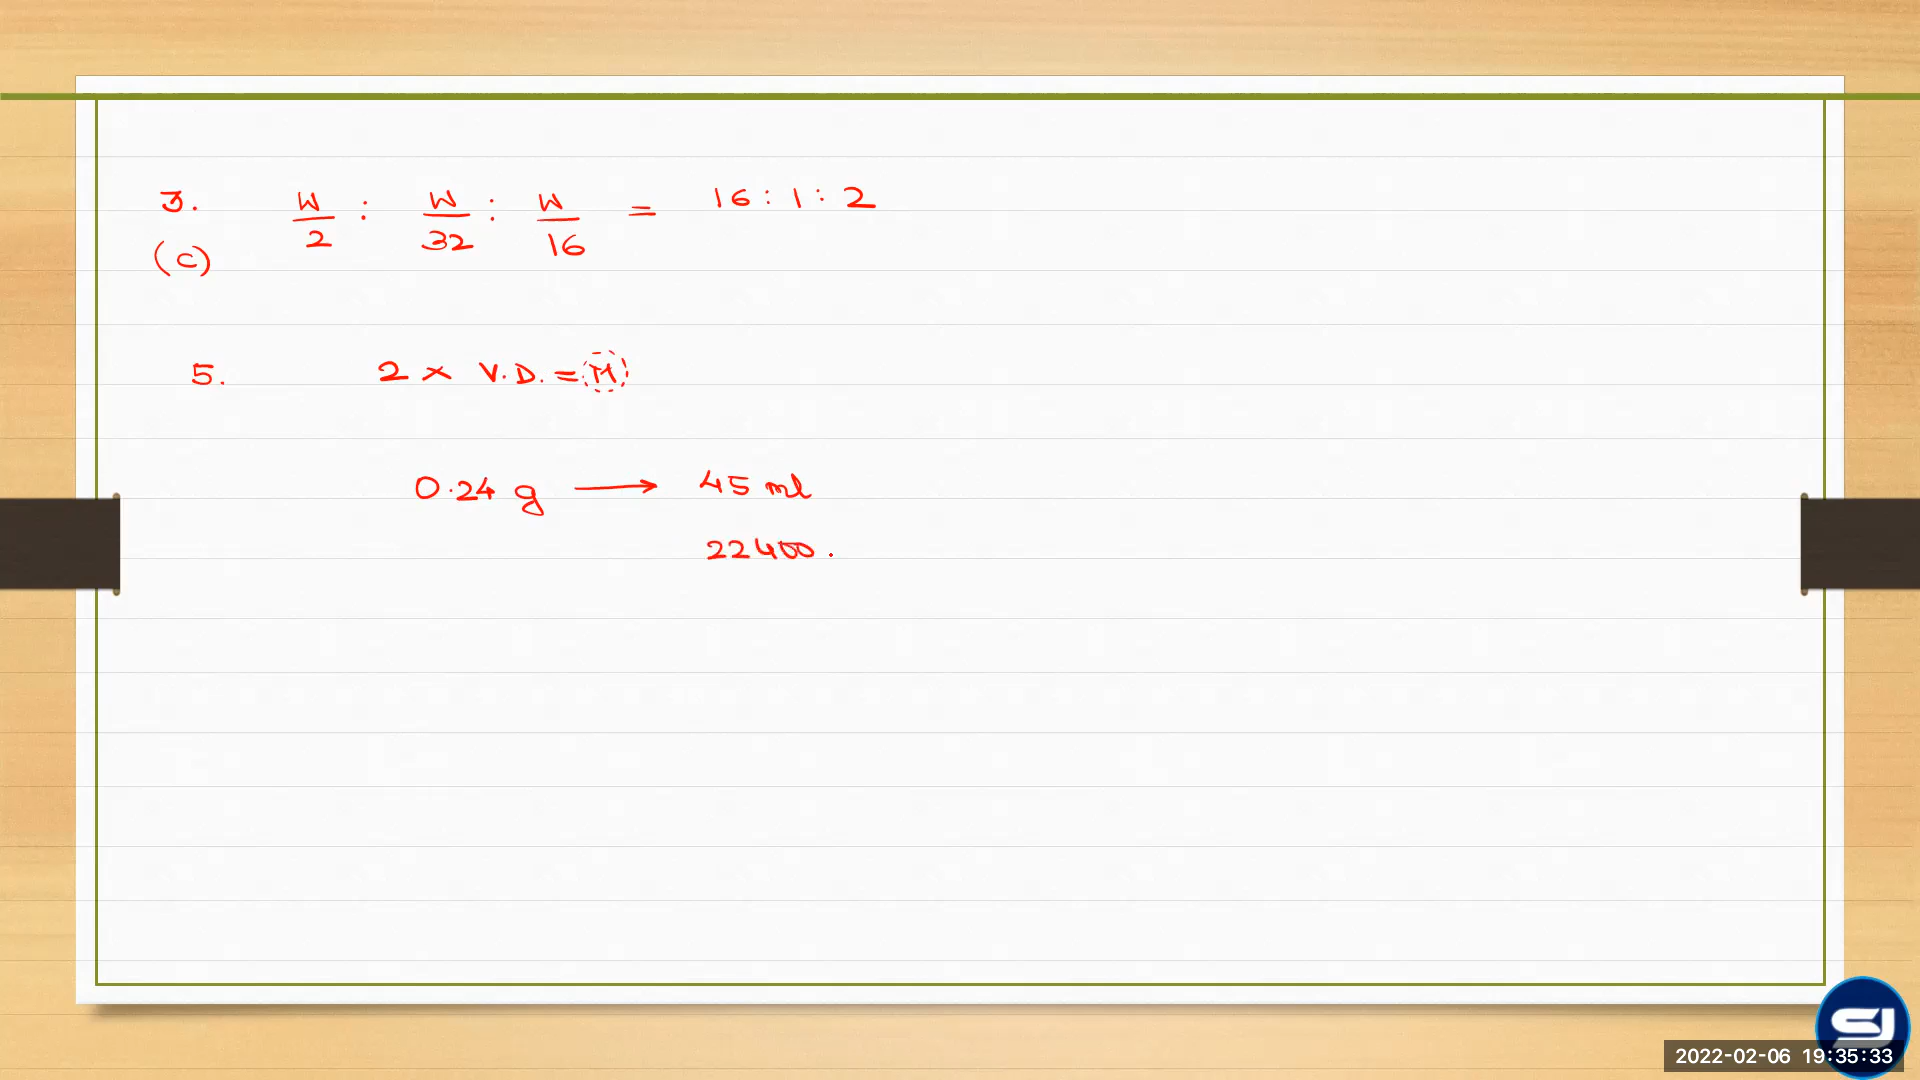 3. W/2 : W/32 : W/16 = 16 : 1 : 2
(c)
5. 2 × V.D. = M
0.24 g → 45 ml
22400.
SJ
2022-02-06 19:35:33